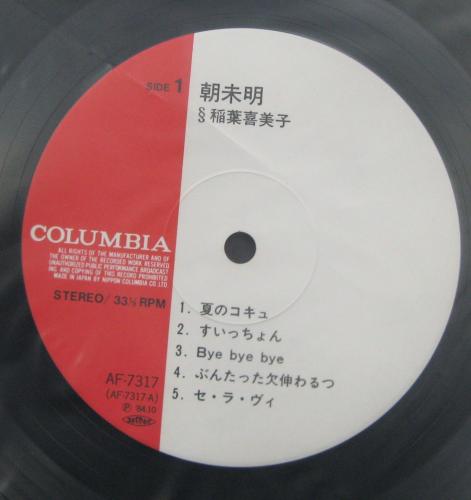 SIDE 1
朝未明
§稲葉喜美子
COLUMBIA
ALL RIGHTS OF THE MANUFACTURER AND OF
THE OWNER OF THE RECORDED WORK RESERVED
UNAUTHORIZED PUBLIC PERFORMANCE BROADCAST
ING AND COPYING OF THIS RECORD PROHIBITED
MADE IN JAPAN BY NIPPON COLUMBIA CO.LTD
STEREO/33⅓ RPM
1. 夏のコキュ
2. すいっちょん
3. Bye bye bye
4. ぶんたった欠伸わるつ
5. セ・ラ・ヴィ
AF-7317
(AF-7317-A)
Ⓟ '84.10